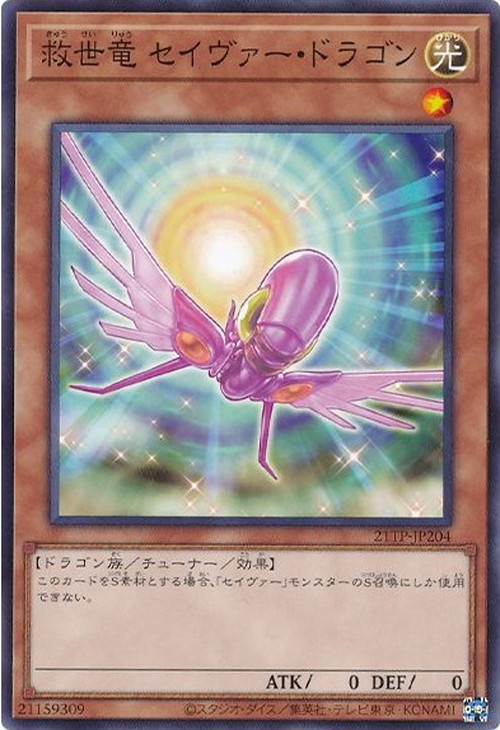 救世竜 セイヴァー・ドラゴン
光
21TP-JP204
【ドラゴン族/チューナー/効果】
このカードをS素材とする場合、「セイヴァー」モンスターのS召喚にしか使用
できない。
ATK/ 0 DEF/ 0
21159309 ©スタジオ・ダイス/集英社・テレビ東京・KONAMI